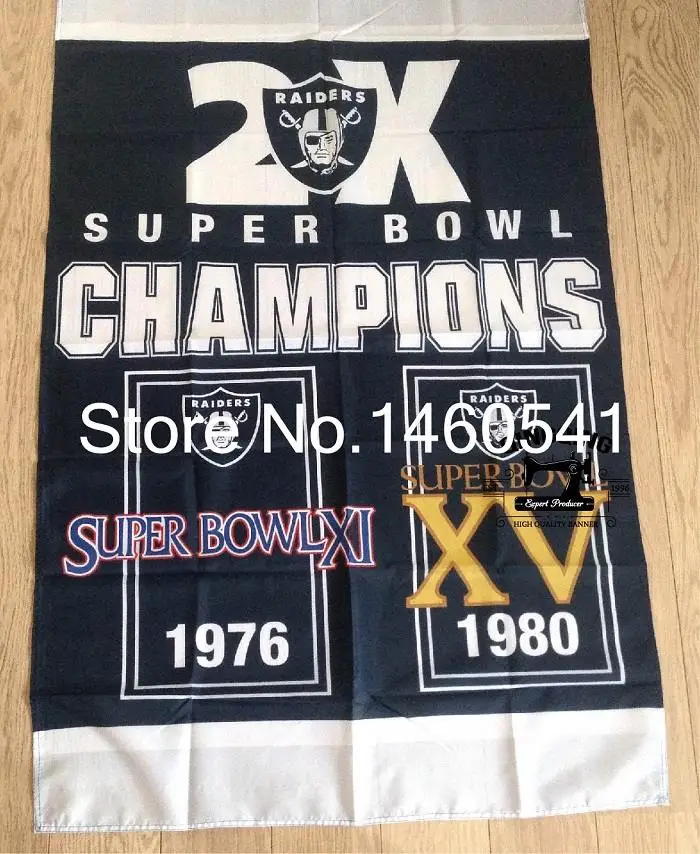 2X
RAIDERS
SUPER BOWL
CHAMPIONS
RAIDERS
RAIDERS
Store No.1460541
SUPER BOWL XI
SUPER BOWL
XV
1996
Expert Producer
HIGH QUALITY BANNER
1976
1980